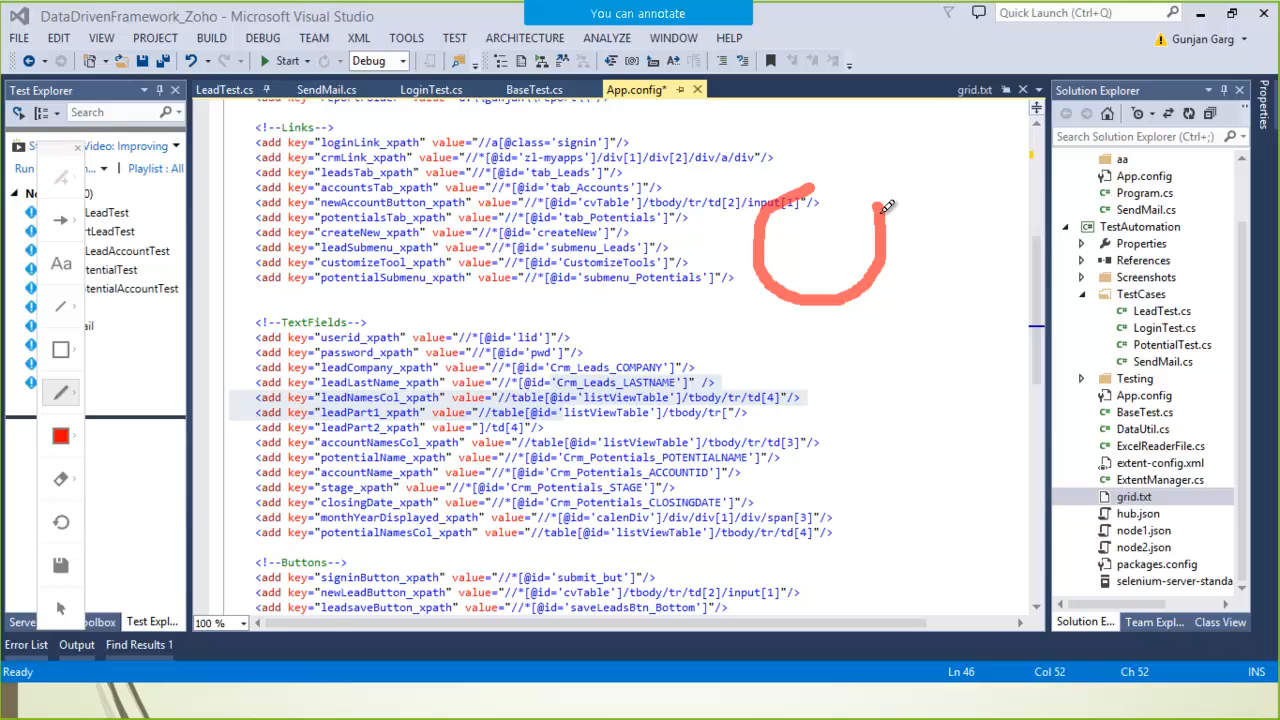 You can annotate
DataDrivenFramework_Zoho - Microsoft Visual Studio
Quick Launch (Ctrl+Q)
FILE EDIT VIEW PROJECT BUILD DEBUG TEAM XML TOOLS TEST ARCHITECTURE ANALYZE WINDOW HELP
Gunjan Garg
Start Debug
Test Explorer
Search
Video: Improving
Run
Playlist : All
LeadTest
rtLeadTest
LeadAccountTest
otentialTest
otentialAccountTest
ail
Aa
LeadTest.cs SendMail.cs LoginTest.cs BaseTest.cs App.config* grid.txt
<!--Links-->
<add key="loginLink_xpath" value="//a[@class='signin']"/>
<add key="crmLink_xpath" value="//*[@id='zl-myapps']/div[1]/div[2]/div/a/div"/>
<add key="leadsTab_xpath" value="//*[@id='tab_Leads']"/>
<add key="accountsTab_xpath" value="//*[@id='tab_Accounts']"/>
<add key="newAccountButton_xpath" value="//*[@id='cvTable']/tbody/tr/td[2]/input[1]"/>
<add key="potentialsTab_xpath" value="//*[@id='tab_Potentials']"/>
<add key="createNew_xpath" value="//*[@id='createNew']"/>
<add key="leadSubmenu_xpath" value="//*[@id='submenu_Leads']"/>
<add key="customizeTool_xpath" value="//*[@id='CustomizeTools']"/>
<add key="potentialSubmenu_xpath" value="//*[@id='submenu_Potentials']"/>
<!--TextFields-->
<add key="userid_xpath" value="//*[@id='lid']"/>
<add key="password_xpath" value="//*[@id='pwd']"/>
<add key="leadCompany_xpath" value="//*[@id='Crm_Leads_COMPANY']"/>
<add key="leadLastName_xpath" value="//*[@id='Crm_Leads_LASTNAME']" />
<add key="leadNamesCol_xpath" value="//table[@id='listViewTable']/tbody/tr/td[4]"/>
<add key="leadPart1_xpath" value="//table[@id='listViewTable']/tbody/tr["/>
<add key="leadPart2_xpath" value="]/td[4]"/>
<add key="accountNamesCol_xpath" value="//table[@id='listViewTable']/tbody/tr/td[3]"/>
<add key="potentialName_xpath" value="//*[@id='Crm_Potentials_POTENTIALNAME']"/>
<add key="accountName_xpath" value="//*[@id='Crm_Potentials_ACCOUNTID']"/>
<add key="stage_xpath" value="//*[@id='Crm_Potentials_STAGE']"/>
<add key="closingDate_xpath" value="//*[@id='Crm_Potentials_CLOSINGDATE']"/>
<add key="monthYearDisplayed_xpath" value="//*[@id='calenDiv']/div/div[1]/div/span[3]"/>
<add key="potentialNamesCol_xpath" value="//table[@id='listViewTable']/tbody/tr/td[4]"/>
<!--Buttons-->
<add key="signinButton_xpath" value="//*[@id='submit_but']"/>
<add key="newLeadButton_xpath" value="//*[@id='cvTable']/tbody/tr/td[2]/input[1]"/>
<add key="leadsaveButton_xpath" value="//*[@id='saveLeadsBtn_Bottom']"/>
100 %
Solution Explorer
Search Solution Explorer (Ctrl+;)
aa
App.config
Program.cs
SendMail.cs
TestAutomation
Properties
References
Screenshots
TestCases
LeadTest.cs
LoginTest.cs
PotentialTest.cs
SendMail.cs
Testing
App.config
BaseTest.cs
DataUtil.cs
ExcelReaderFile.cs
extent-config.xml
ExtentManager.cs
grid.txt
hub.json
node1.json
node2.json
packages.config
selenium-server-standa
Properties
Serve oolbox Test Expl...
Solution E... Team Expl... Class View
Error List Output Find Results 1
Ready Ln 46 Col 52 Ch 52 INS